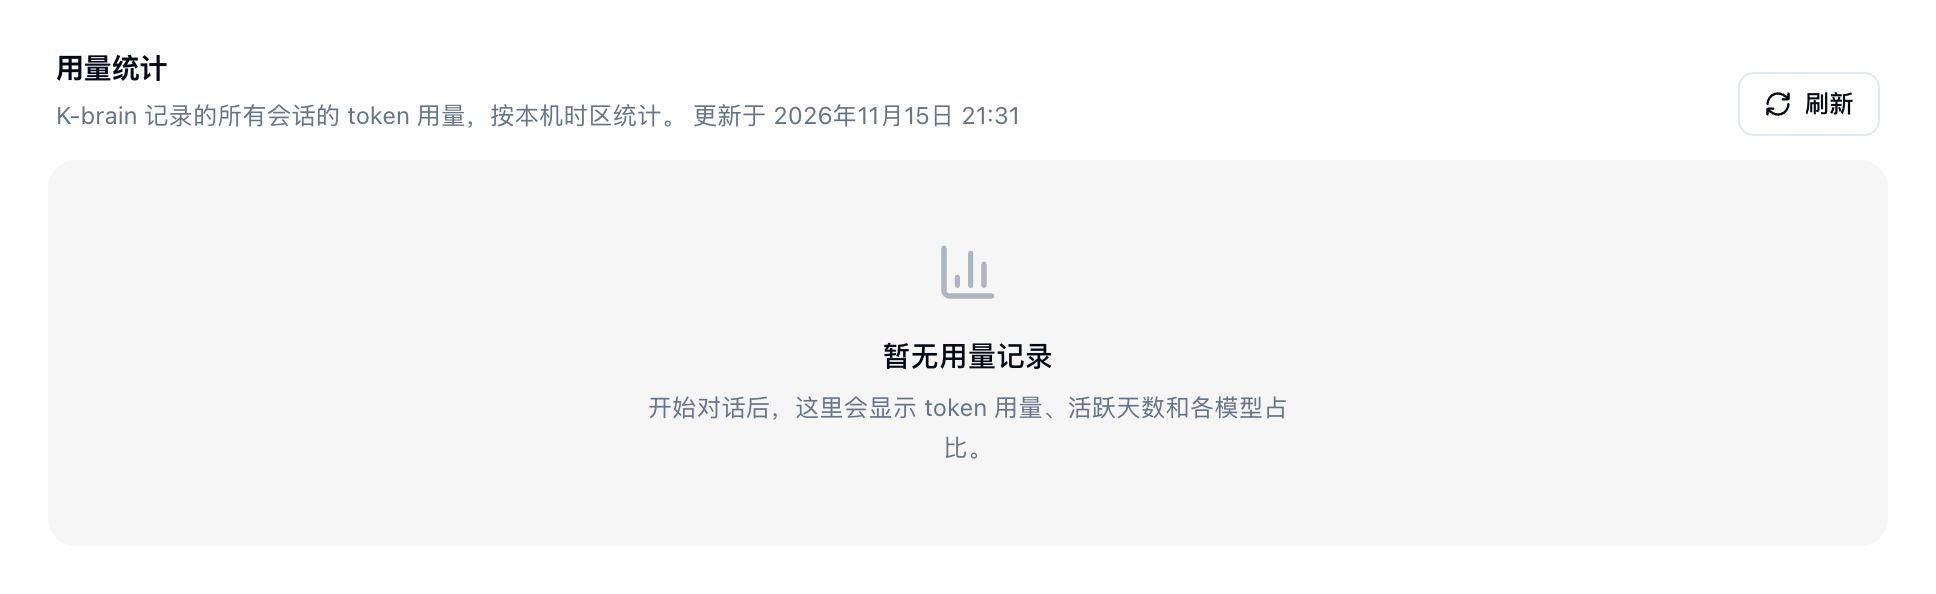 用量统计
K-brain 记录的所有会话的 token 用量，按本机时区统计。 更新于 2026年11月15日 21:31
刷新
暂无用量记录
开始对话后，这里会显示 token 用量、活跃天数和各模型占
比。